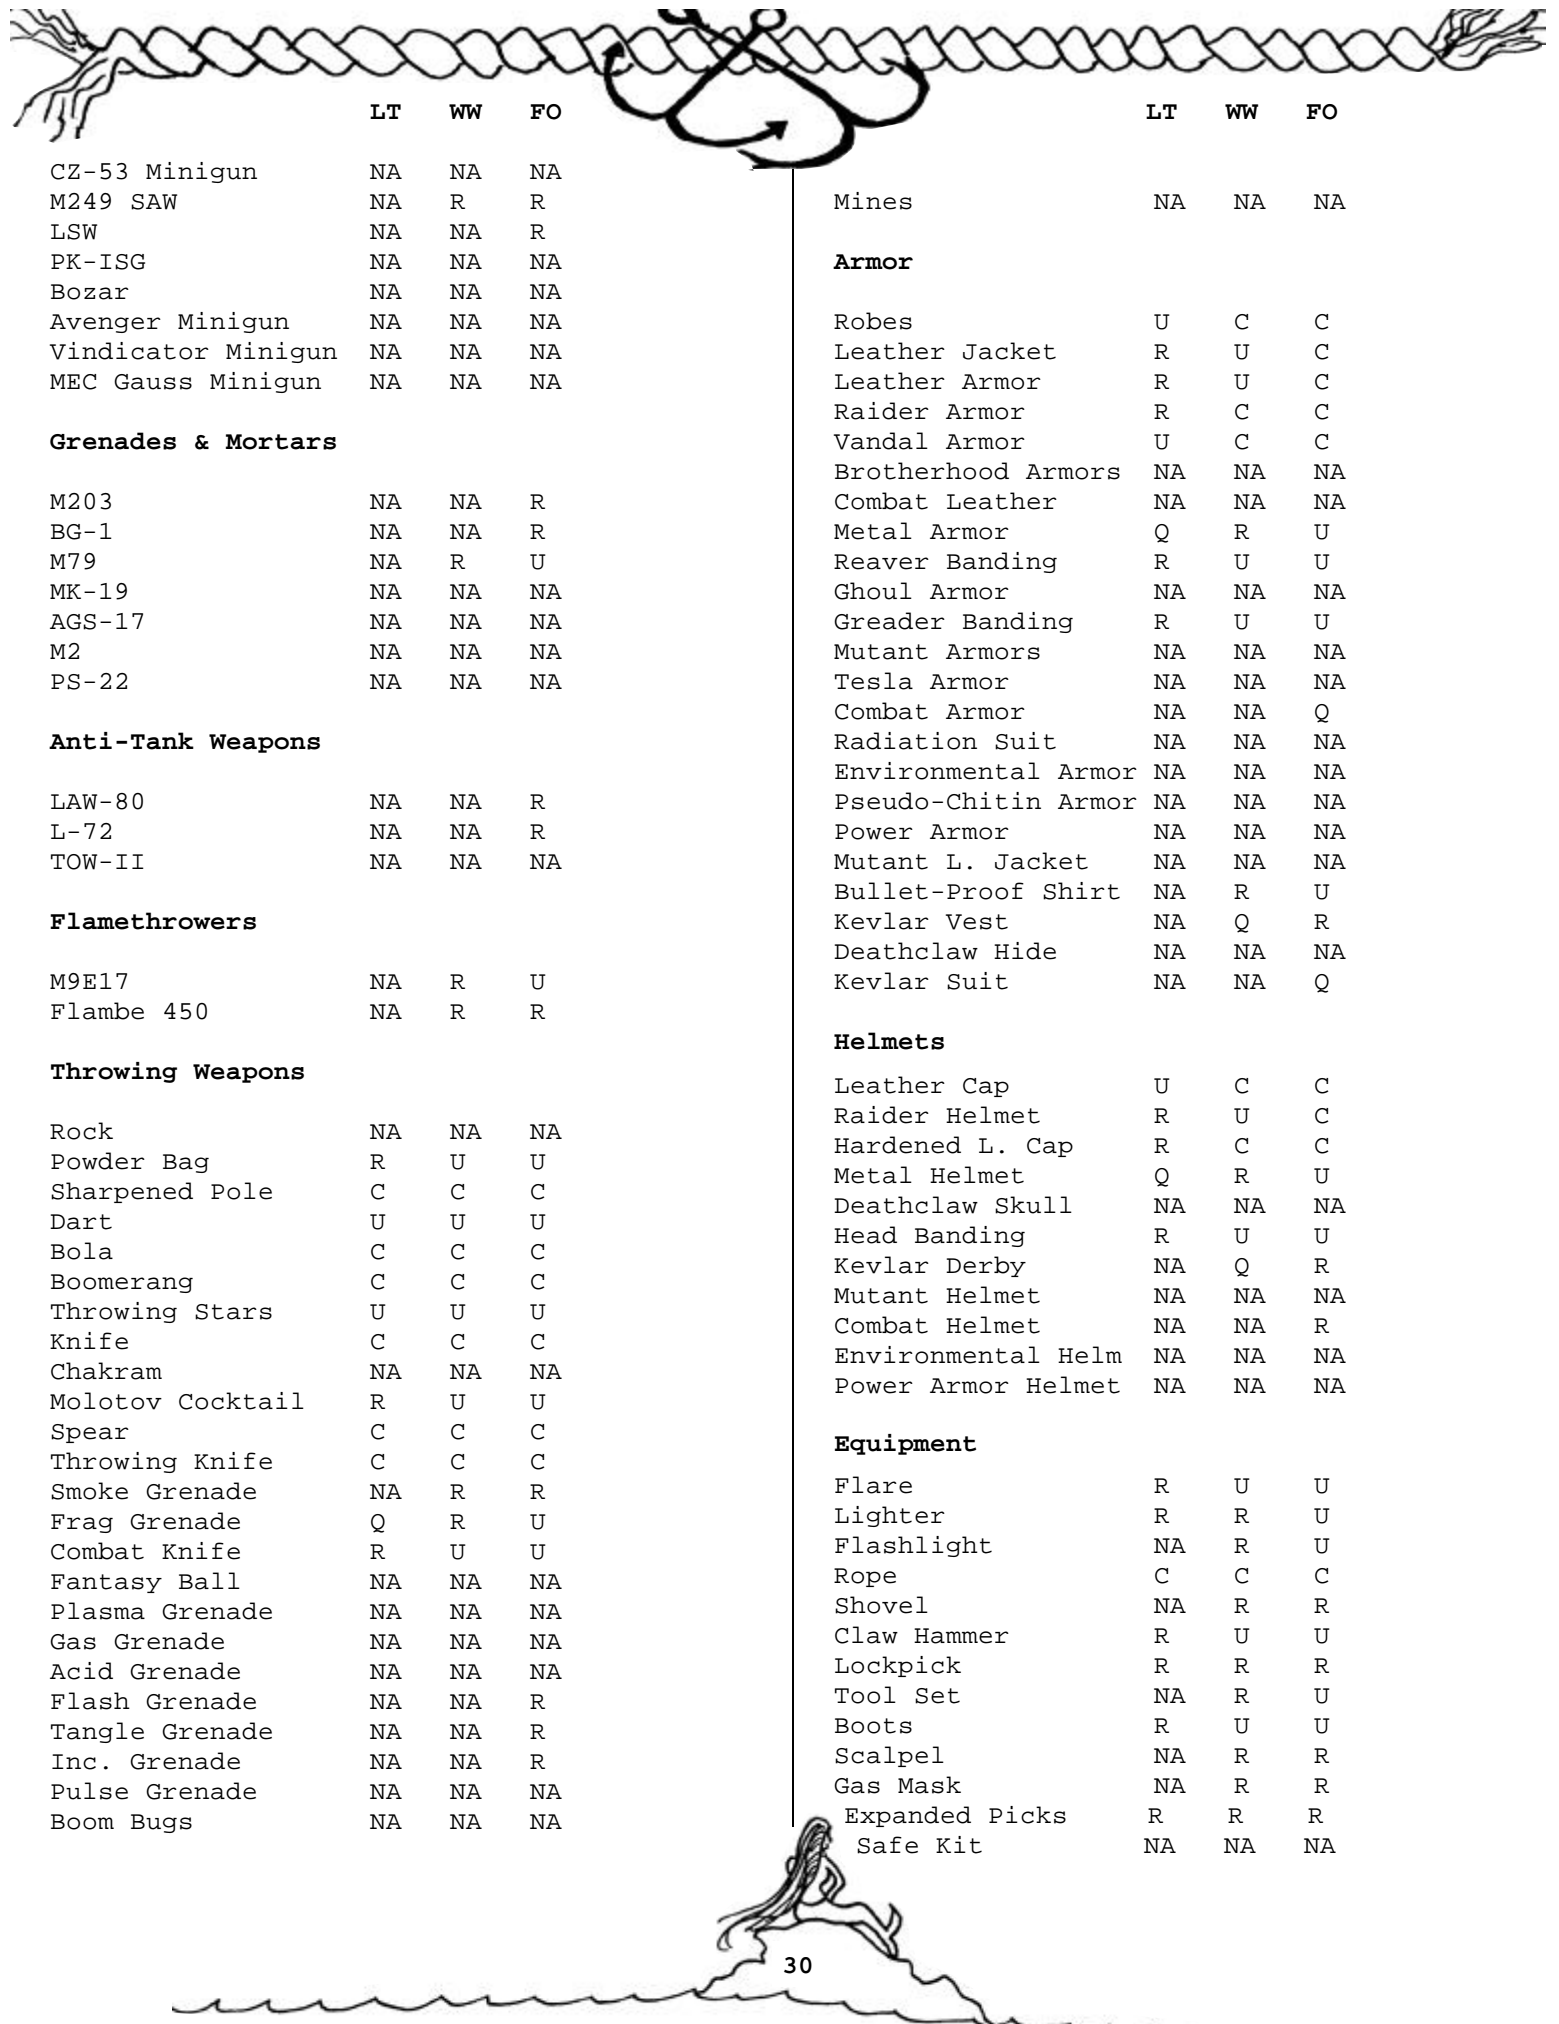 LT WW FO
CZ-53 Minigun NA NA NA
M249 SAW NA R R
LSW NA NA R
PK-ISG NA NA NA
Bozar NA NA NA
Avenger Minigun NA NA NA
Vindicator Minigun NA NA NA
MEC Gauss Minigun NA NA NA
Grenades & Mortars
M203 NA NA R
BG-1 NA NA R
M79 NA R U
MK-19 NA NA NA
AGS-17 NA NA NA
M2 NA NA NA
PS-22 NA NA NA
Anti-Tank Weapons
LAW-80 NA NA R
L-72 NA NA R
TOW-II NA NA NA
Flamethrowers
M9E17 NA R U
Flambe 450 NA R R
Throwing Weapons
Rock NA NA NA
Powder Bag R U U
Sharpened Pole C C C
Dart U U U
Bola C C C
Boomerang C C C
Throwing Stars U U U
Knife C C C
Chakram NA NA NA
Molotov Cocktail R U U
Spear C C C
Throwing Knife C C C
Smoke Grenade NA R R
Frag Grenade Q R U
Combat Knife R U U
Fantasy Ball NA NA NA
Plasma Grenade NA NA NA
Gas Grenade NA NA NA
Acid Grenade NA NA NA
Flash Grenade NA NA R
Tangle Grenade NA NA R
Inc. Grenade NA NA R
Pulse Grenade NA NA NA
Boom Bugs NA NA NA
LT WW FO
Mines NA NA NA
Armor
Robes U C C
Leather Jacket R U C
Leather Armor R U C
Raider Armor R C C
Vandal Armor U C C
Brotherhood Armors NA NA NA
Combat Leather NA NA NA
Metal Armor Q R U
Reaver Banding R U U
Ghoul Armor NA NA NA
Greader Banding R U U
Mutant Armors NA NA NA
Tesla Armor NA NA NA
Combat Armor NA NA Q
Radiation Suit NA NA NA
Environmental Armor NA NA NA
Pseudo-Chitin Armor NA NA NA
Power Armor NA NA NA
Mutant L. Jacket NA NA NA
Bullet-Proof Shirt NA R U
Kevlar Vest NA Q R
Deathclaw Hide NA NA NA
Kevlar Suit NA NA Q
Helmets
Leather Cap U C C
Raider Helmet R U C
Hardened L. Cap R C C
Metal Helmet Q R U
Deathclaw Skull NA NA NA
Head Banding R U U
Kevlar Derby NA Q R
Mutant Helmet NA NA NA
Combat Helmet NA NA R
Environmental Helm NA NA NA
Power Armor Helmet NA NA NA
Equipment
Flare R U U
Lighter R R U
Flashlight NA R U
Rope C C C
Shovel NA R R
Claw Hammer R U U
Lockpick R R R
Tool Set NA R U
Boots R U U
Scalpel NA R R
Gas Mask NA R R
Expanded Picks R R R
Safe Kit NA NA NA
30